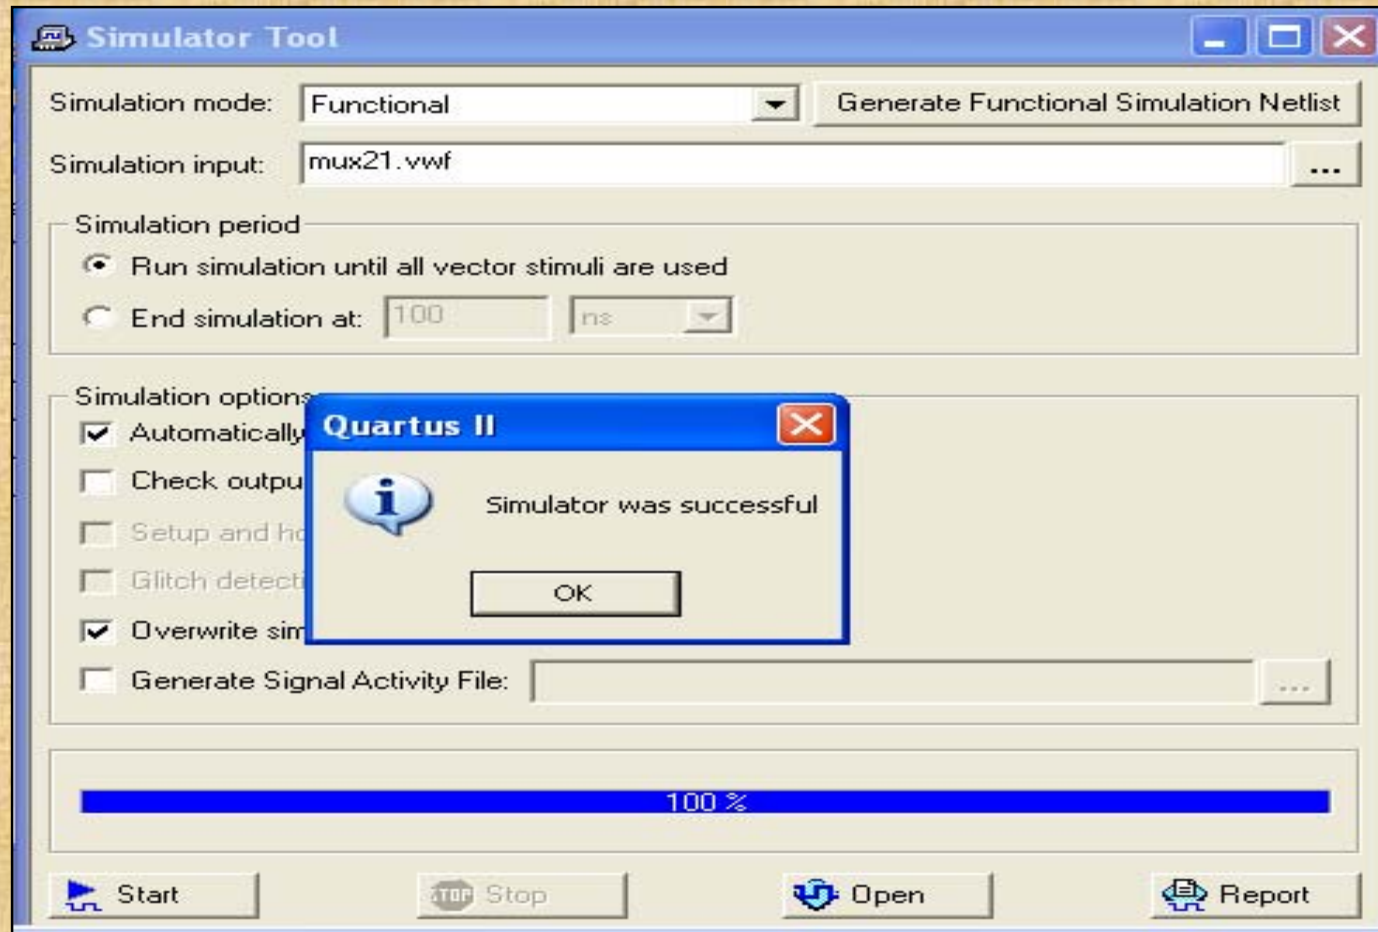 Simulator Tool
Simulation mode: Functional Generate Functional Simulation Netlist
Simulation input: mux21.vwf ...
Simulation period
Run simulation until all vector stimuli are used
End simulation at: 100 ns
Simulation options
Automatically
Check outpu
Setup and ho
Glitch detecti
Overwrite sim
Quartus II
Simulator was successful
OK
Generate Signal Activity File: ...
100 %
Start STOP Stop Open Report